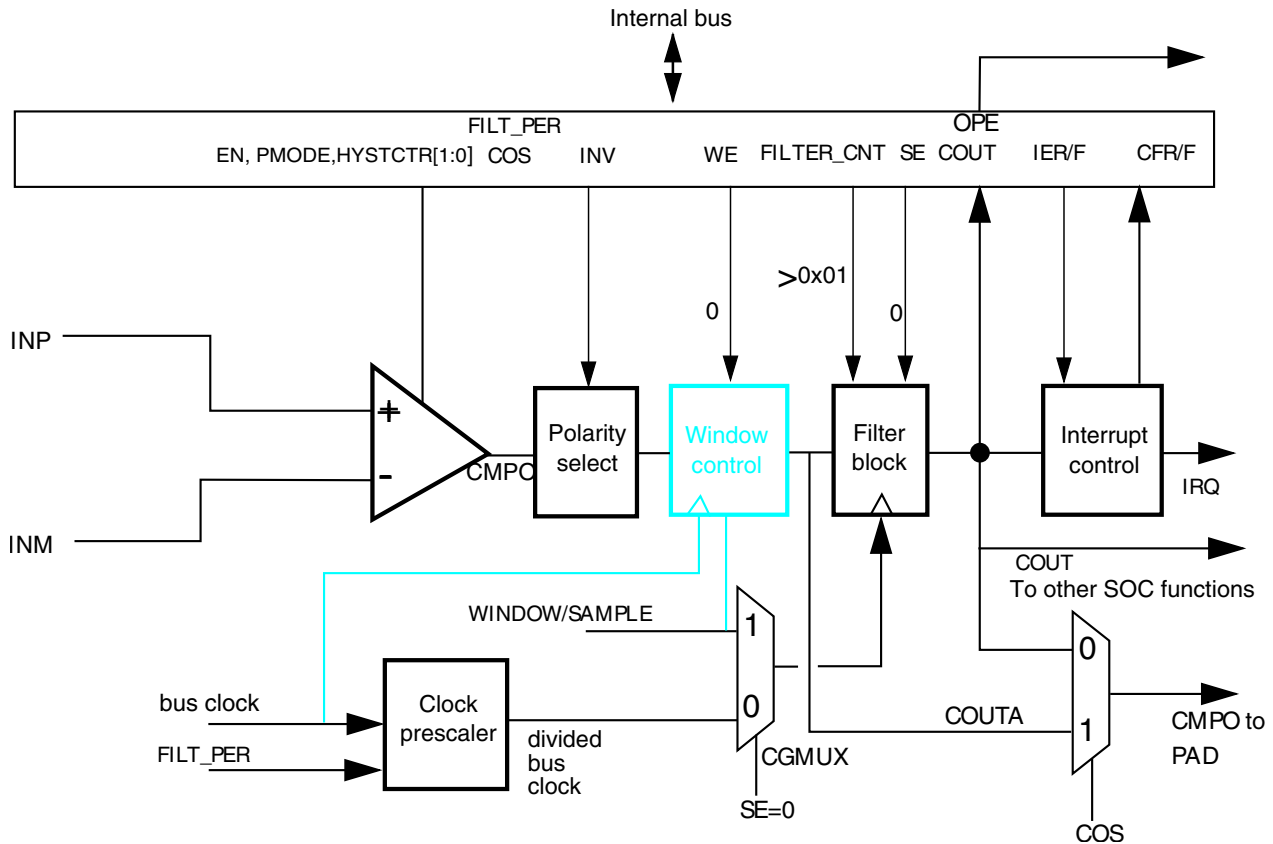 Internal bus
FILT_PER
OPE
EN, PMODE,HYSTCTR[1:0] COS INV WE FILTER_CNT SE COUT IER/F CFR/F
>0x01
0
0
INP
+
-
CMPO
Polarity
select
Window
control
Filter
block
Interrupt
control
IRQ
INM
COUT
To other SOC functions
WINDOW/SAMPLE
1
0
0
1
bus clock
FILT_PER
Clock
prescaler
divided
bus
clock
CGMUX
SE=0
COUTA
CMPO to
PAD
COS